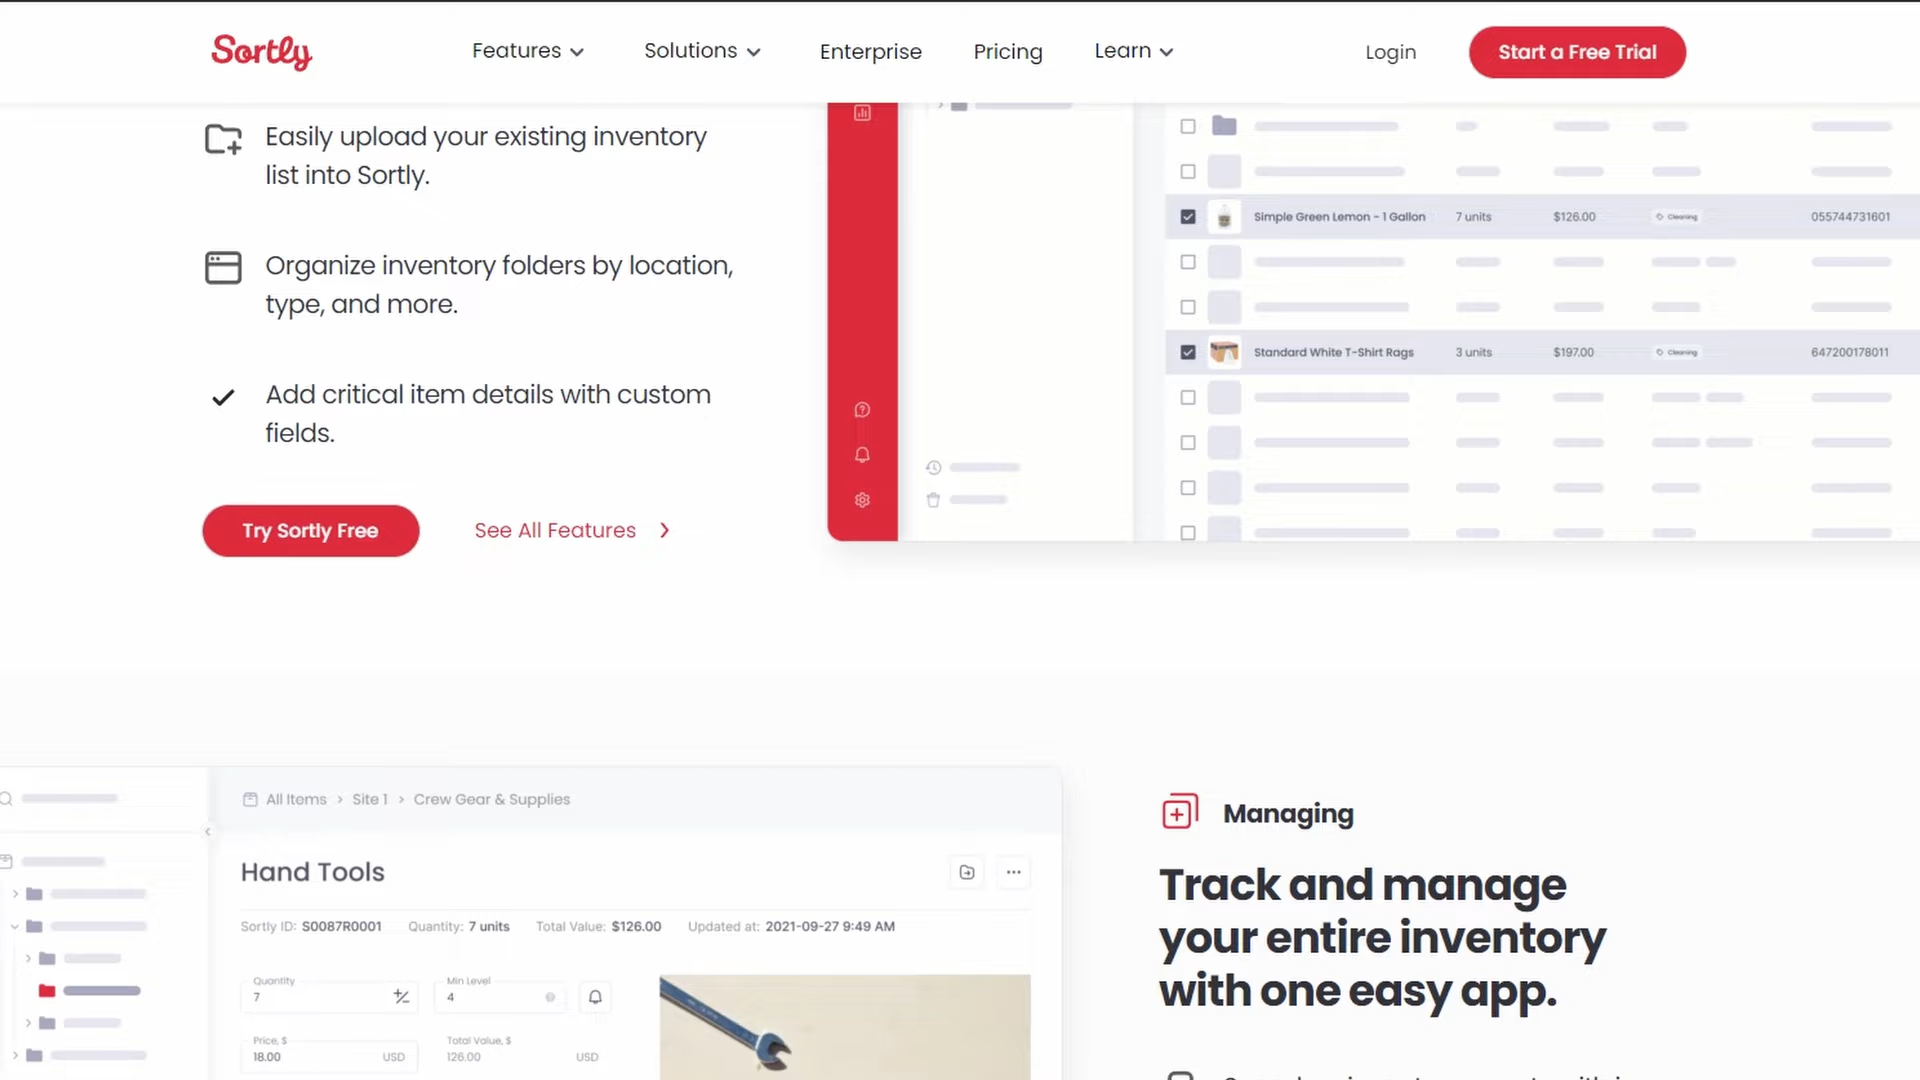 Sortly
Features
Solutions
Enterprise
Pricing
Learn
Login
Start a Free Trial
Easily upload your existing inventory
list into Sortly.
Organize inventory folders by location,
type, and more.
Add critical item details with custom
fields.
Try Sortly Free
See All Features
Simple Green Lemon - 1 Gallon 7 units $126.00 Cleaning 055744731601
Standard White T-Shirt Rags 3 units $197.00 Cleaning 647200178011
All Items > Site 1 > Crew Gear & Supplies
Hand Tools
Sortly ID: S0087R0001 Quantity: 7 units Total Value: $126.00 Updated at: 2021-09-27 9:49 AM
Quantity
7
Min Level
4
Price, $
18.00 USD
Total Value, $
126.00 USD
Managing
Track and manage
your entire inventory
with one easy app.